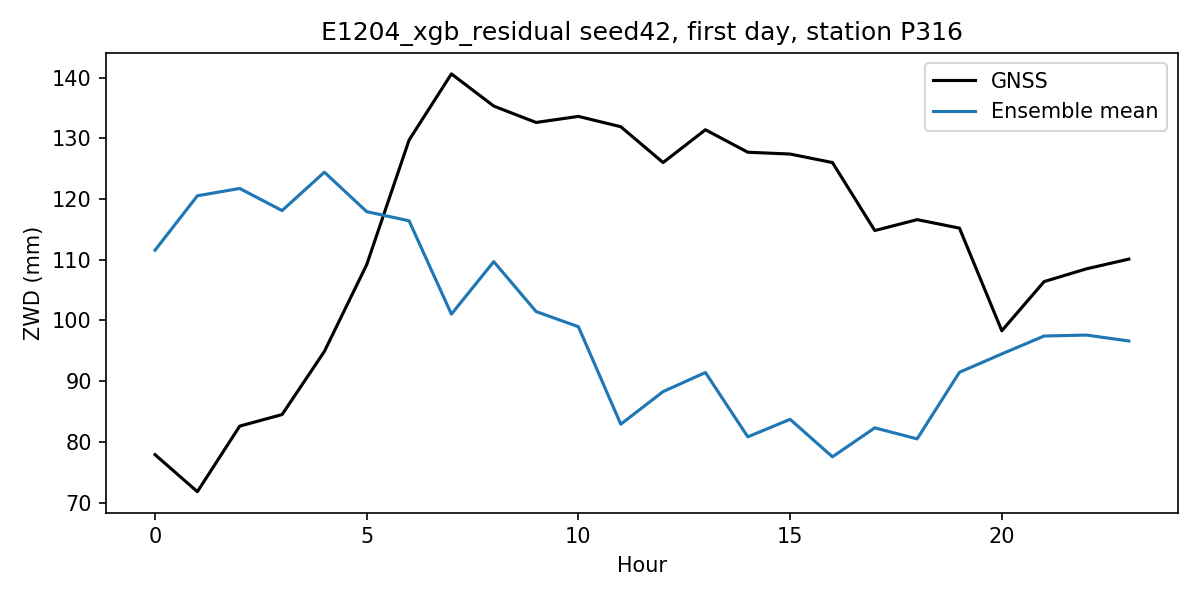 E1204_xgb_residual seed42, first day, station P316
GNSS
Ensemble mean
ZWD (mm)
140
130
120
110
100
90
80
70
0 5 10 15 20
Hour